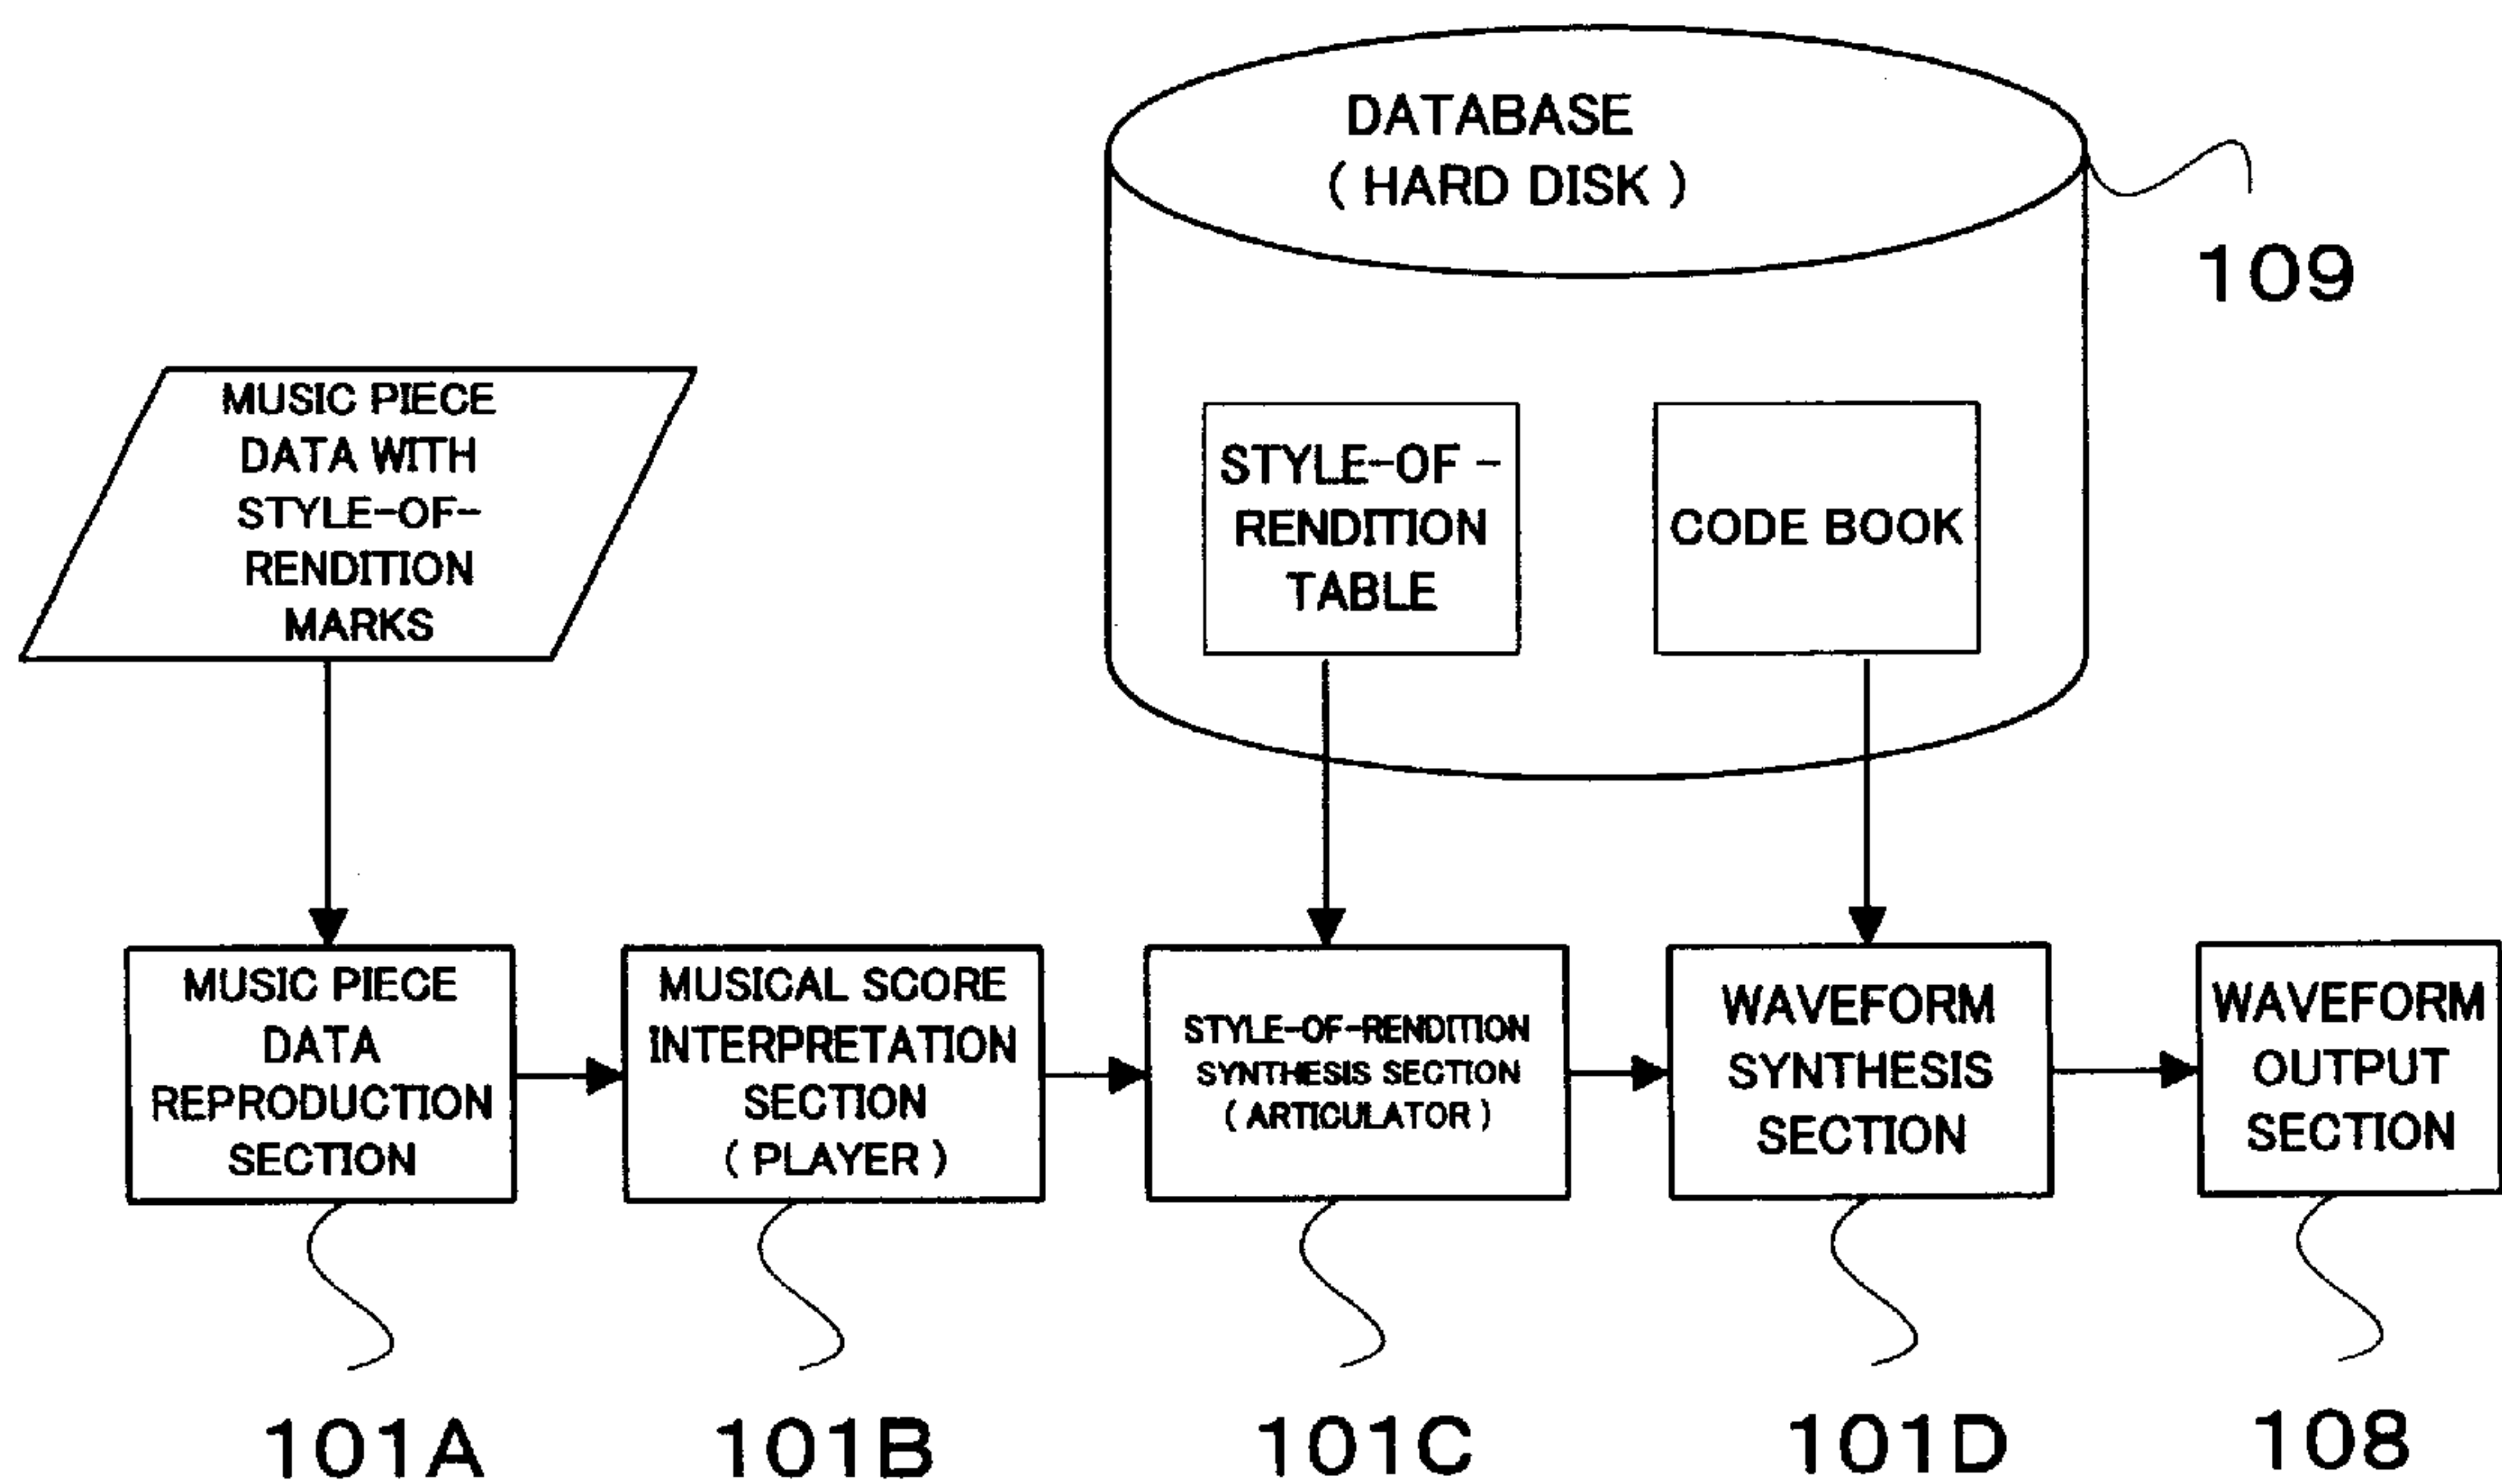 DATABASE
( HARD DISK )
109
MUSIC PIECE
DATA WITH
STYLE-OF-
RENDITION
MARKS
STYLE-OF -
RENDITION
TABLE
CODE BOOK
MUSIC PIECE
DATA
REPRODUCTION
SECTION
MUSICAL SCORE
INTERPRETATION
SECTION
( PLAYER )
STYLE-OF-RENDITION
SYNTHESIS SECTION
( ARTICULATOR )
WAVEFORM
SYNTHESIS
SECTION
WAVEFORM
OUTPUT
SECTION
101A
101B
101C
101D
108